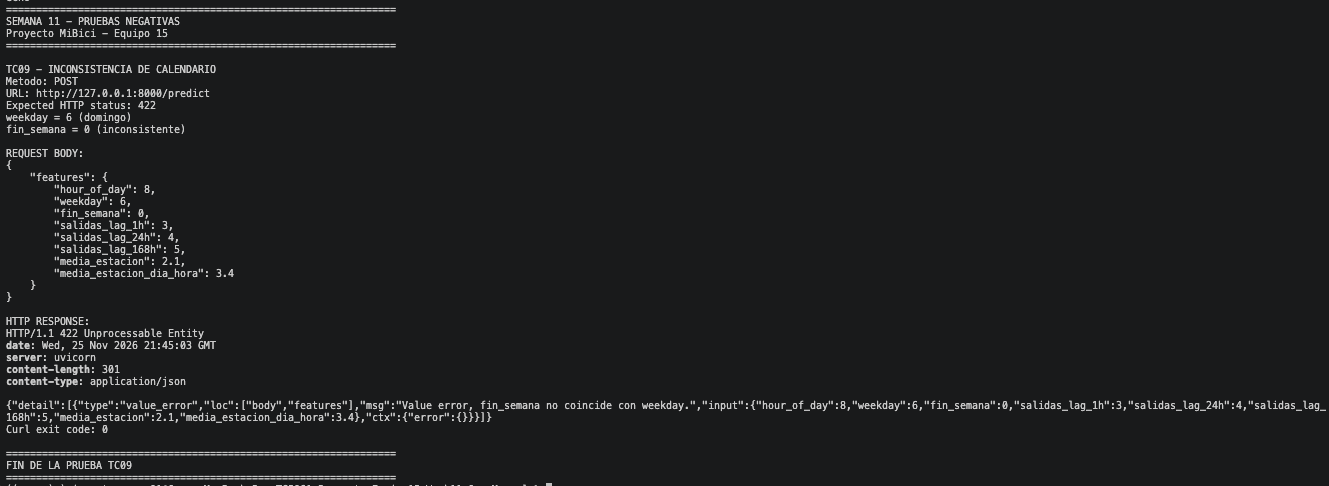 ============================================================
SEMANA 11 - PRUEBAS NEGATIVAS
Proyecto MiBici - Equipo 15
============================================================
TC09 - INCONSISTENCIA DE CALENDARIO
Metodo: POST
URL: http://127.0.0.1:8000/predict
Expected HTTP status: 422
weekday = 6 (domingo)
fin_semana = 0 (inconsistente)
REQUEST BODY:
{
    "features": {
        "hour_of_day": 8,
        "weekday": 6,
        "fin_semana": 0,
        "salidas_lag_1h": 3,
        "salidas_lag_24h": 4,
        "salidas_lag_168h": 5,
        "media_estacion": 2.1,
        "media_estacion_dia_hora": 3.4
    }
}
HTTP RESPONSE:
HTTP/1.1 422 Unprocessable Entity
date: Wed, 25 Nov 2026 21:45:03 GMT
server: uvicorn
content-length: 301
content-type: application/json
{"detail":[{"type":"value_error","loc":["body","features"],"msg":"Value error, fin_semana no coincide con weekday.","input":{"hour_of_day":8,"weekday":6,"fin_semana":0,"salidas_lag_1h":3,"salidas_lag_24h":4,"salidas_lag_
168h":5,"media_estacion":2.1,"media_estacion_dia_hora":3.4},"ctx":{"error":{}}}]}
Curl exit code: 0
============================================================
FIN DE LA PRUEBA TC09
============================================================